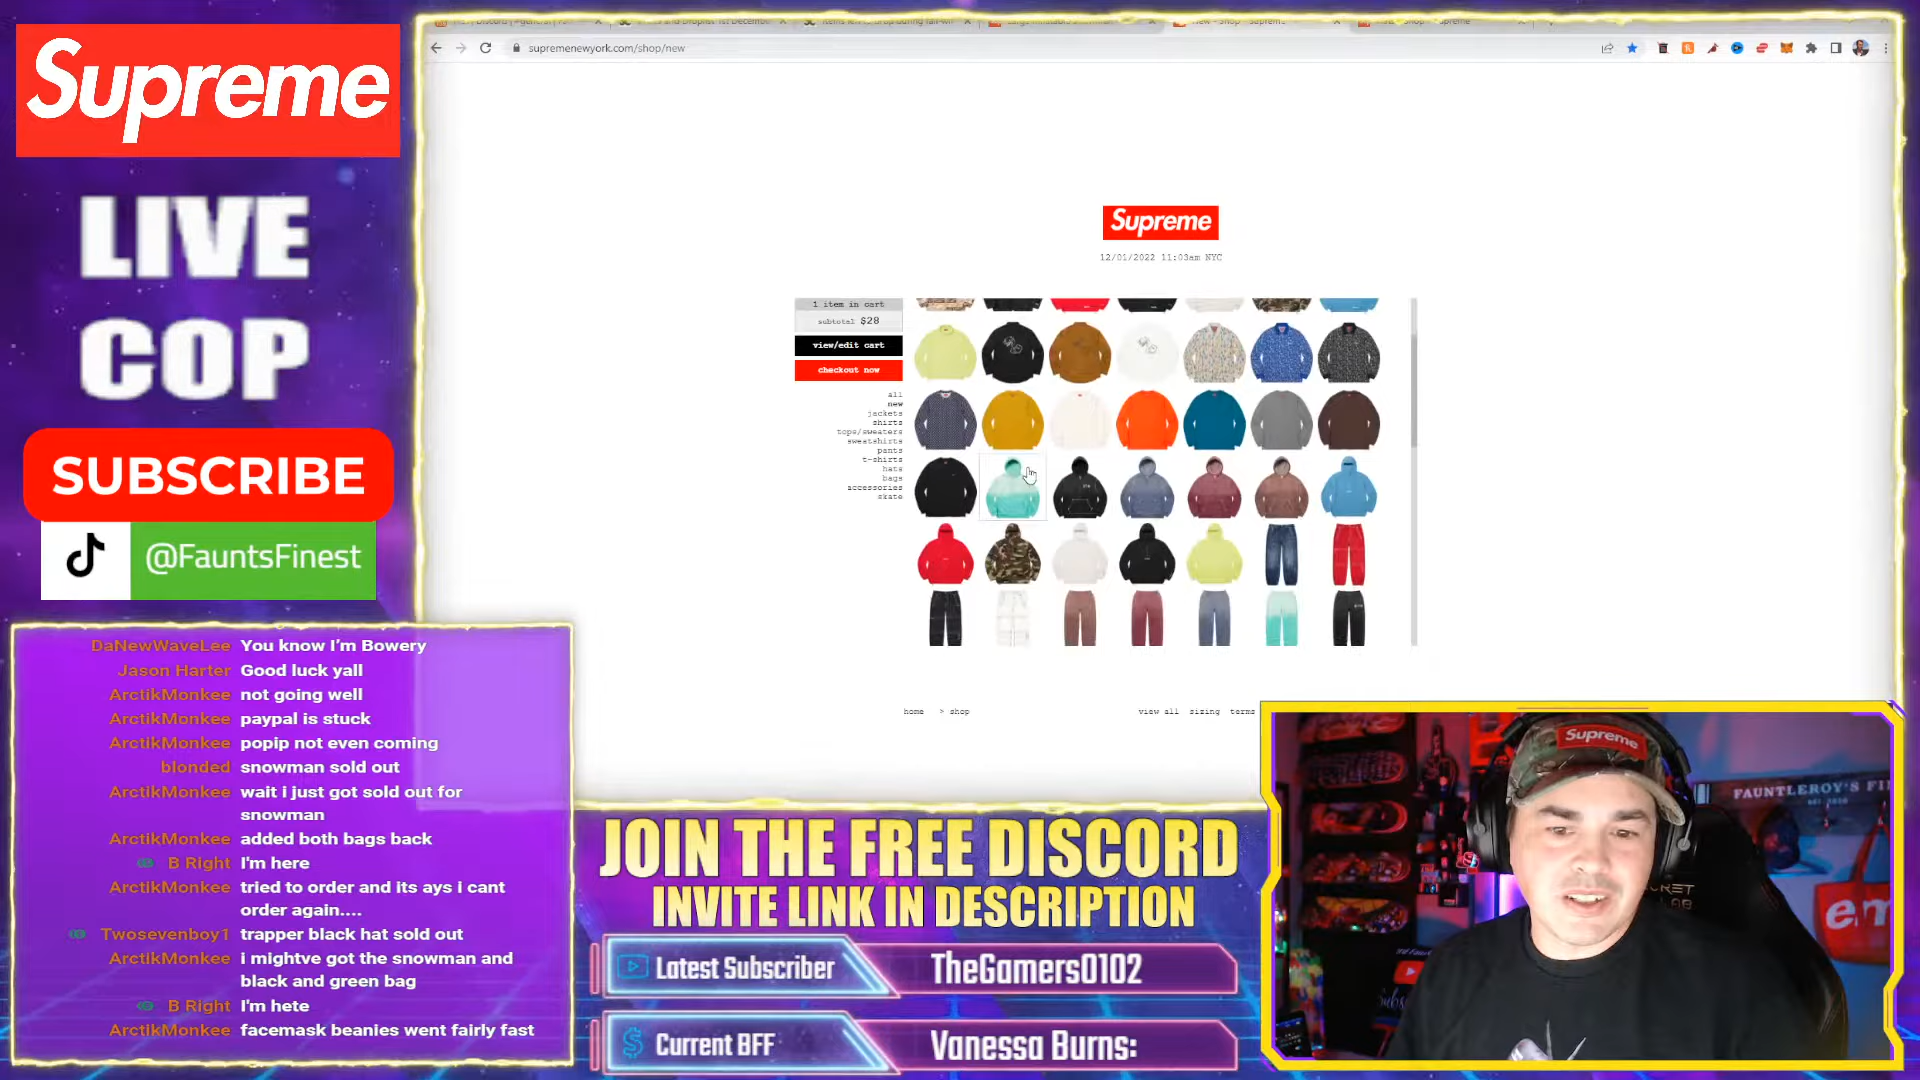 Supreme
LIVE
COP
SUBSCRIBE
@FauntsFinest
supremenewyork.com/shop/new
Supreme
12/01/2022 11:03am NYC
1 item in cart
subtotal $28
view/edit cart
checkout now
all
new
jackets
shirts
tops/sweaters
sweatshirts
pants
t-shirts
hats
bags
accessories
skate
home > shop
view all sizing terms
DaNewWaveLee You know I'm Bowery
Jason Harter Good luck yall
ArctikMonkee not going well
ArctikMonkee paypal is stuck
ArctikMonkee popip not even coming
blonded snowman sold out
ArctikMonkee wait i just got sold out for
snowman
ArctikMonkee added both bags back
B Right I'm here
ArctikMonkee tried to order and its ays i cant
order again....
Twosevenboy1 trapper black hat sold out
ArctikMonkee i mightve got the snowman and
black and green bag
B Right I'm hete
ArctikMonkee facemask beanies went fairly fast
JOIN THE FREE DISCORD
INVITE LINK IN DESCRIPTION
Latest Subscriber TheGamers0102
Current BFF Vanessa Burns:
Supreme
FAUNTLEROY'S FI